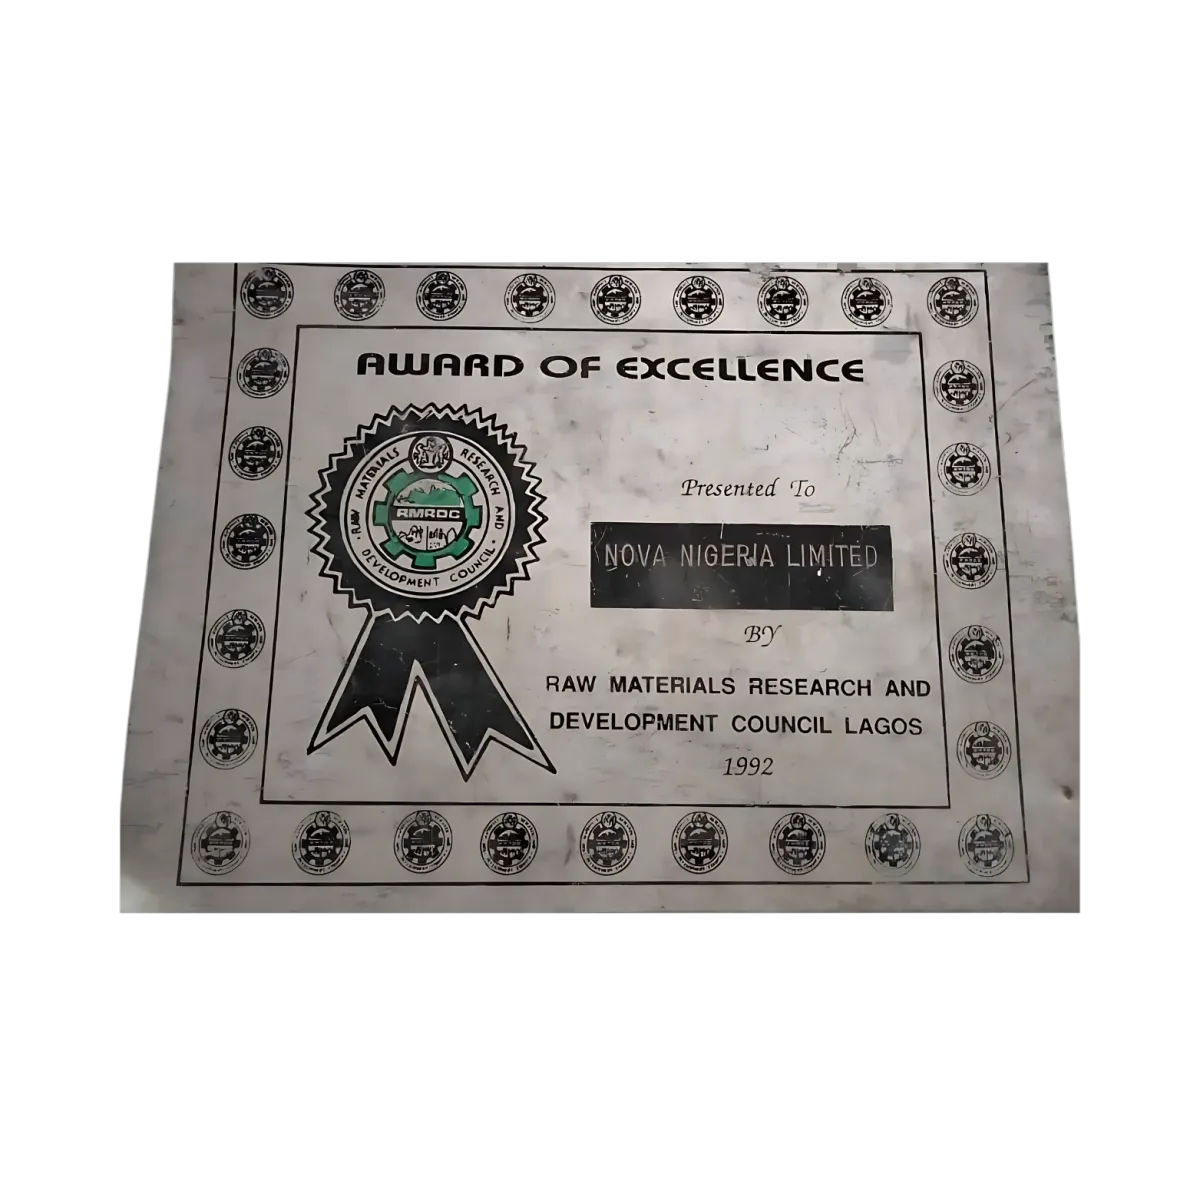 AWARD OF EXCELLENCE
RAW MATERIALS RESEARCH AND DEVELOPMENT COUNCIL
RMRDC
Presented To
NOVA NIGERIA LIMITED
BY
RAW MATERIALS RESEARCH AND
DEVELOPMENT COUNCIL LAGOS
1992